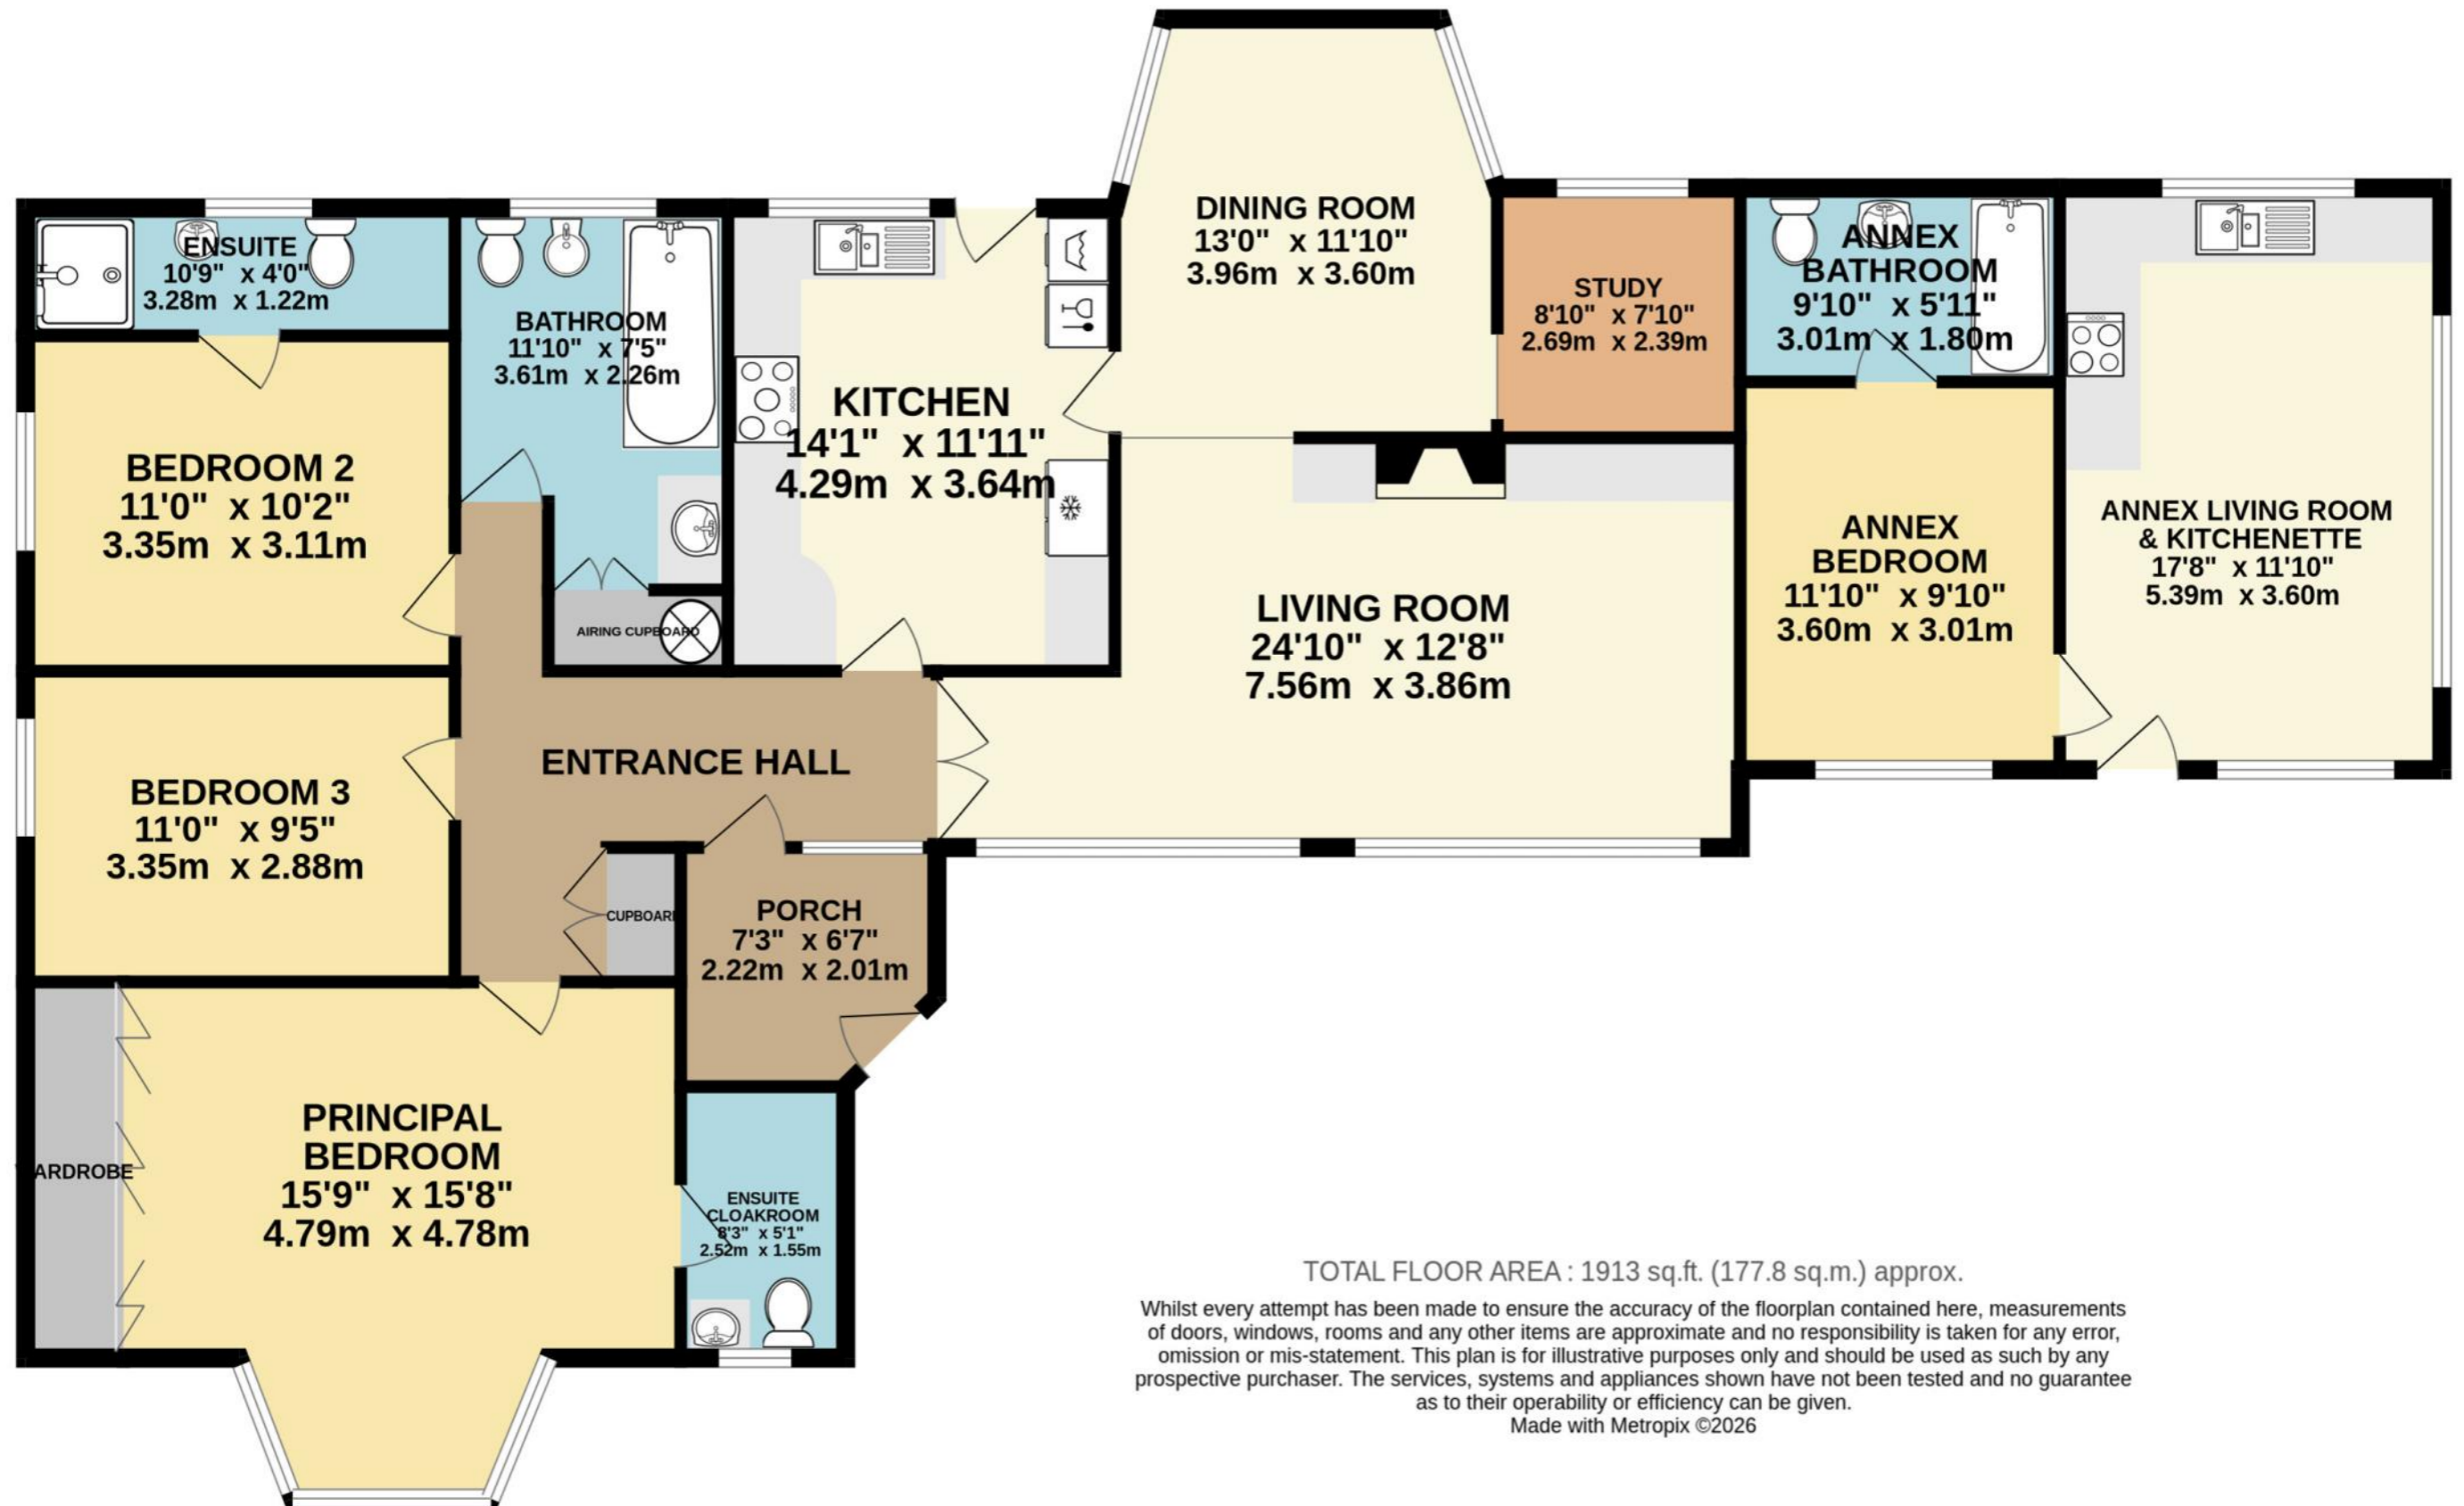 ENSUITE
10'9" x 4'0"
3.28m x 1.22m
BATHROOM
11'10" x 7'5"
3.61m x 2.26m
KITCHEN
14'1" x 11'11"
4.29m x 3.64m
DINING ROOM
13'0" x 11'10"
3.96m x 3.60m
STUDY
8'10" x 7'10"
2.69m x 2.39m
ANNEX
BATHROOM
9'10" x 5'11"
3.01m x 1.80m
BEDROOM 2
11'0" x 10'2"
3.35m x 3.11m
AIRING CUPBOARD
LIVING ROOM
24'10" x 12'8"
7.56m x 3.86m
ANNEX
BEDROOM
11'10" x 9'10"
3.60m x 3.01m
ANNEX LIVING ROOM
& KITCHENETTE
17'8" x 11'10"
5.39m x 3.60m
BEDROOM 3
11'0" x 9'5"
3.35m x 2.88m
ENTRANCE HALL
CUPBOARD
PORCH
7'3" x 6'7"
2.22m x 2.01m
ARDROBE
PRINCIPAL
BEDROOM
15'9" x 15'8"
4.79m x 4.78m
ENSUITE
CLOAKROOM
8'3" x 5'1"
2.52m x 1.55m
TOTAL FLOOR AREA : 1913 sq.ft. (177.8 sq.m.) approx.
Whilst every attempt has been made to ensure the accuracy of the floorplan contained here, measurements
of doors, windows, rooms and any other items are approximate and no responsibility is taken for any error,
omission or mis-statement. This plan is for illustrative purposes only and should be used as such by any
prospective purchaser. The services, systems and appliances shown have not been tested and no guarantee
as to their operability or efficiency can be given.
Made with Metropix ©2026